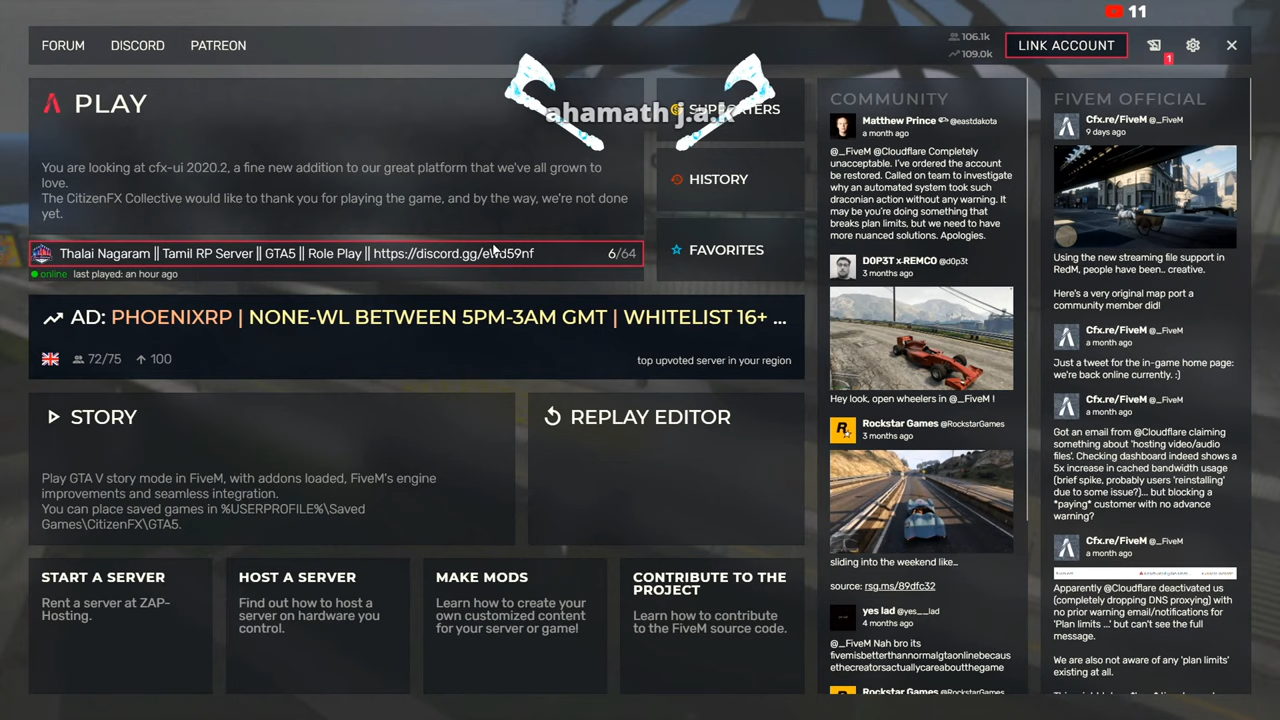 11
FORUM
DISCORD
PATREON
106.1k
109.0k
LINK ACCOUNT
1
PLAY
You are looking at cfx-ui 2020.2, a fine new addition to our great platform that we've all grown to
love.
The CitizenFX Collective would like to thank you for playing the game, and by the way, we're not done
yet.
ahamath j.a.k
HISTORY
FAVORITES
Thalai Nagaram || Tamil RP Server || GTA5 || Role Play ||
6/64
online last played: an hour ago
AD: PHOENIXRP | NONE-WL BETWEEN 5PM-3AM GMT | WHITELIST 16+ ...
72/75
100
top upvoted server in your region
STORY
Play GTA V story mode in FiveM, with addons loaded, FiveM's engine
improvements and seamless integration.
You can place saved games in %USERPROFILE%\Saved
Games\CitizenFX\GTA5.
REPLAY EDITOR
START A SERVER
Rent a server at ZAP-
Hosting.
HOST A SERVER
Find out how to host a
server on hardware you
control.
MAKE MODS
Learn how to create your
own customized content
for your server or game!
CONTRIBUTE TO THE
PROJECT
Learn how to contribute
to the FiveM source code.
COMMUNITY
Matthew Prince @eastdakota
a month ago
@_FiveM @Cloudflare Completely
unacceptable. I've ordered the account
be restored. Called on team to investigate
why an automated system took such
draconian action without any warning. It
may be you're doing something that
breaks plan limits, but we need to have
more nuanced solutions. Apologies.
D0P3T x REMCO @d0p3t
3 months ago
Hey look, open wheelers in @_FiveM !
Rockstar Games @RockstarGames
3 months ago
sliding into the weekend like…
source: rsg.ms/89dfc32
yes lad @yes__lad
4 months ago
@_FiveM Nah bro its
fivemisbetterthannormalgtaonlinebecaus
ethecreatorsactuallycareaboutthegame
Rockstar Games @RockstarGames
FIVEM OFFICIAL
Cfx.re/FiveM @_FiveM
9 days ago
Using the new streaming file support in
RedM, people have been.. creative.
Here's a very original map port a
community member did!
Cfx.re/FiveM @_FiveM
a month ago
Just a tweet for the in-game home page:
we're back online currently. :)
Cfx.re/FiveM @_FiveM
a month ago
Got an email from @Cloudflare claiming
something about 'hosting video/audio
files'. Checking dashboard indeed shows a
5x increase in cached bandwidth usage
(brief spike, probably users 'reinstalling'
due to some issue?)... but blocking a
*paying* customer with no advance
warning?
Cfx.re/FiveM @_FiveM
a month ago
Apparently @Cloudflare deactivated us
(completely dropping DNS proxying) with
no prior warning email/notifications for
'Plan limits ...' but can't see the full
message.
We are also not aware of any 'plan limits'
existing at all.